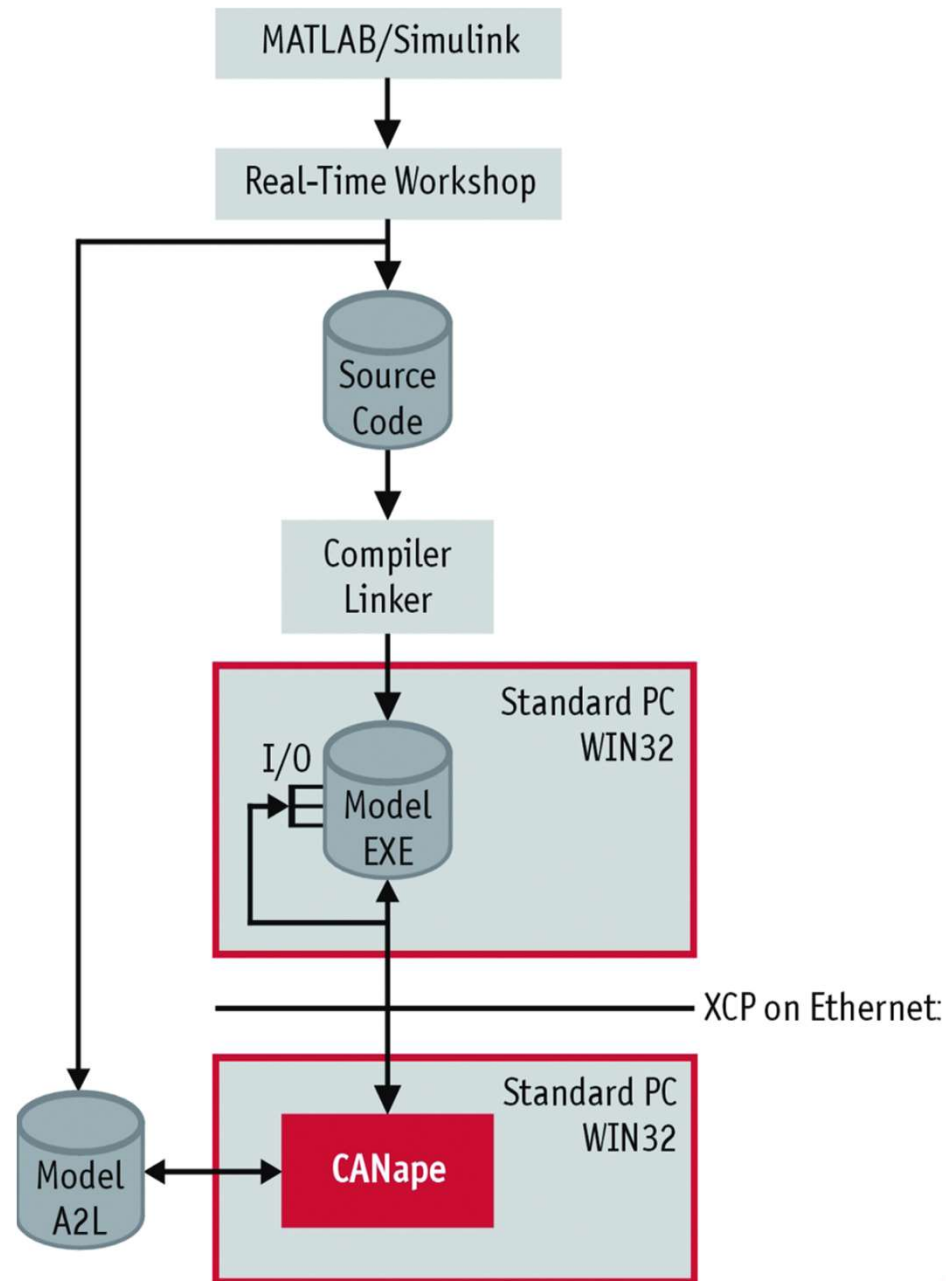 MATLAB/Simulink
Real-Time Workshop
Source
Code
Compiler
Linker
Standard PC
WIN32
I/O
Model
EXE
XCP on Ethernet:
Standard PC
WIN32
CANape
Model
A2L